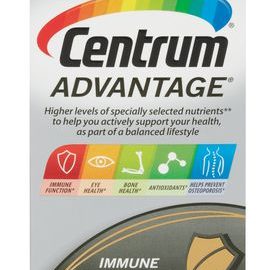 Centrum
ADVANTAGE®
Higher levels of specially selected nutrients**
to help you actively support your health,
as part of a balanced lifestyle
IMMUNE
FUNCTION*
EYE
HEALTH*
BONE
HEALTH*
ANTIOXIDANTS*
HELPS PREVENT
OSTEOPOROSIS*
IMMUNE